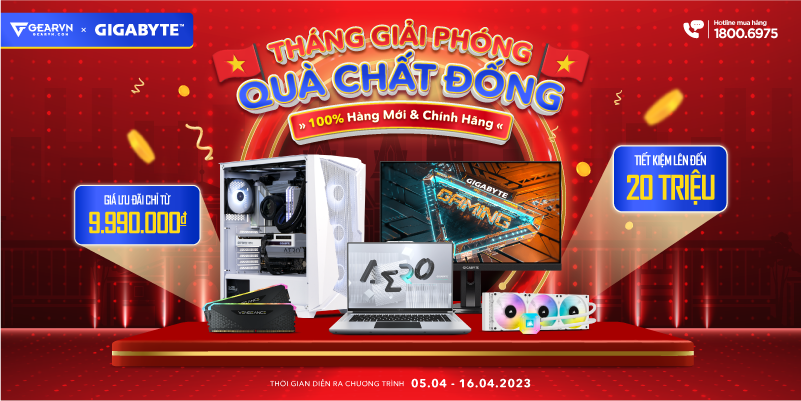 GEARVN × GIGABYTE™
GEARVN.COM
Hotline mua hàng
1800.6975
THÁNG GIẢI PHÓNG
QUÀ CHẤT ĐỐNG
» 100% Hàng Mới & Chính Hãng «
GIÁ ƯU ĐÃI CHỈ TỪ
9.990.000đ
TIẾT KIỆM LÊN ĐẾN
20 TRIỆU
GIGABYTE
GAMING
GIGABYTE
AERO
VENGEANCE
THỜI GIAN DIỄN RA CHƯƠNG TRÌNH 05.04 - 16.04.2023